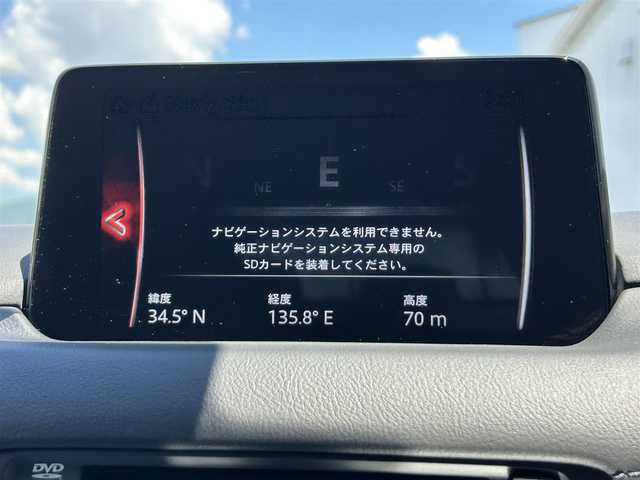 N
NE
E
SE
S
ナビゲーションシステムを利用できません。
純正ナビゲーションシステム専用の
SDカードを装着してください。
緯度
経度
高度
34.5° N
135.8° E
70 m
DVD